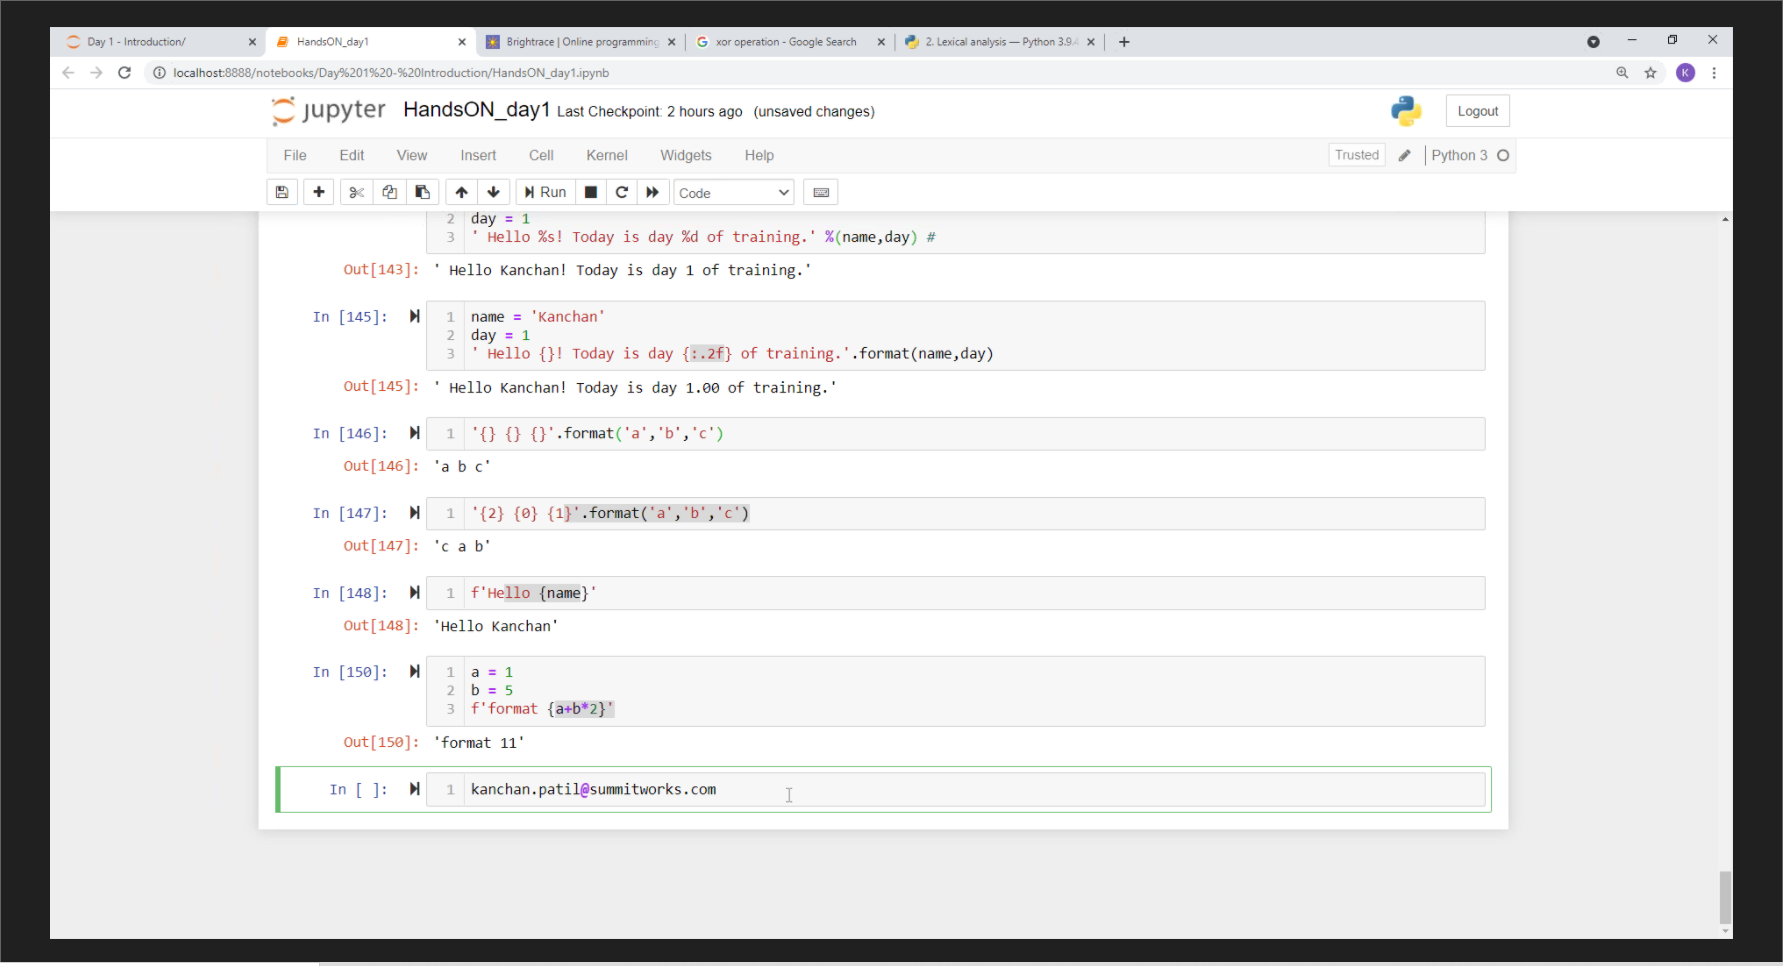 Day 1 - Introduction/
HandsON_day1
Brightrace | Online programming
xor operation - Google Search
2. Lexical analysis — Python 3.9.
localhost:8888/notebooks/Day%201%20-%20Introduction/HandsON_day1.ipynb
K
jupyter HandsON_day1 Last Checkpoint: 2 hours ago (unsaved changes)
Logout
File Edit View Insert Cell Kernel Widgets Help
Trusted Python 3
Run Code
2 day = 1
3 ' Hello %s! Today is day %d of training.' %(name,day) #
Out[143]: ' Hello Kanchan! Today is day 1 of training.'
In [145]: 1 name = 'Kanchan'
2 day = 1
3 ' Hello {}! Today is day {:.2f} of training.'.format(name,day)
Out[145]: ' Hello Kanchan! Today is day 1.00 of training.'
In [146]: 1 '{} {} {}'.format('a','b','c')
Out[146]: 'a b c'
In [147]: 1 '{2} {0} {1}'.format('a','b','c')
Out[147]: 'c a b'
In [148]: 1 f'Hello {name}'
Out[148]: 'Hello Kanchan'
In [150]: 1 a = 1
2 b = 5
3 f'format {a+b*2}'
Out[150]: 'format 11'
In [ ]: 1 kanchan.patil@summitworks.com